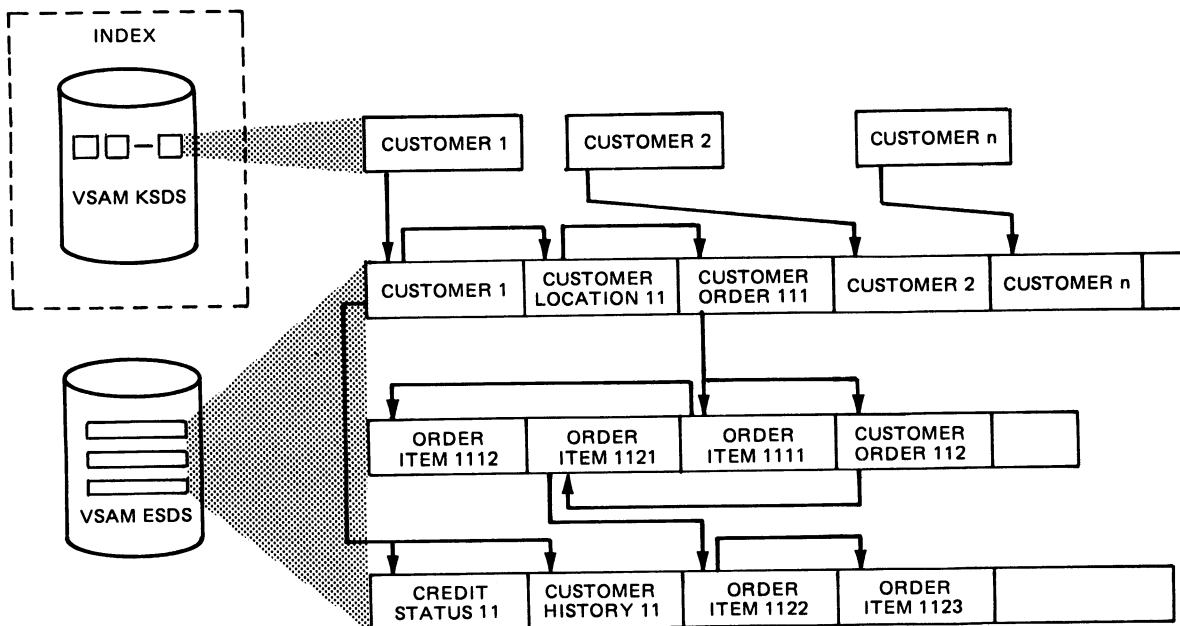 INDEX
VSAM KSDS
CUSTOMER 1
CUSTOMER 2
CUSTOMER n
CUSTOMER 1
CUSTOMER
LOCATION 11
CUSTOMER
ORDER 111
CUSTOMER 2
CUSTOMER n
VSAM ESDS
ORDER
ITEM 1112
ORDER
ITEM 1121
ORDER
ITEM 1111
CUSTOMER
ORDER 112
CREDIT
STATUS 11
CUSTOMER
HISTORY 11
ORDER
ITEM 1122
ORDER
ITEM 1123